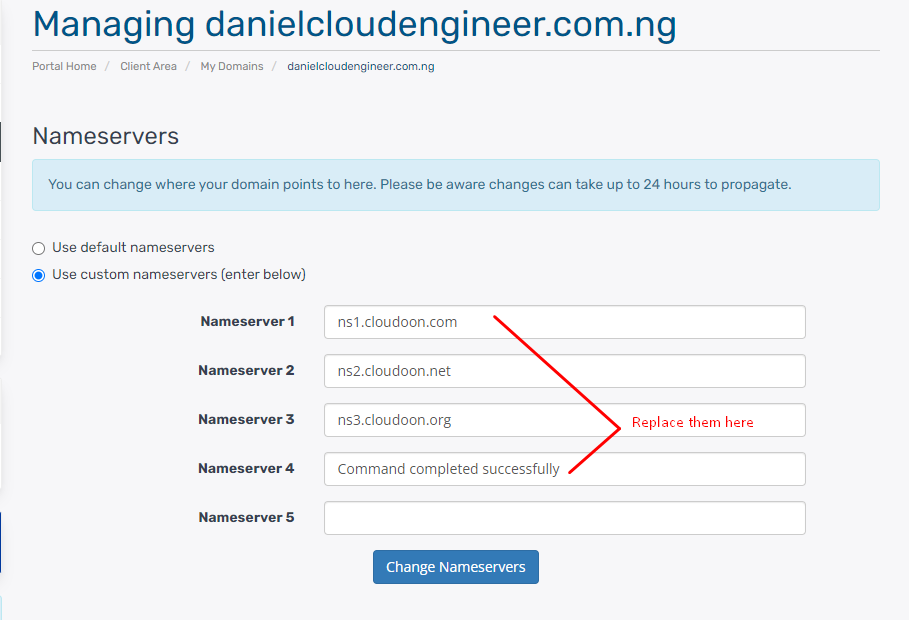 Managing danielcloudengineer.com.ng
Portal Home / Client Area / My Domains / danielcloudengineer.com.ng
Nameservers
You can change where your domain points to here. Please be aware changes can take up to 24 hours to propagate.
Use default nameservers
Use custom nameservers (enter below)
Nameserver 1 ns1.cloudoon.com
Nameserver 2 ns2.cloudoon.net
Nameserver 3 ns3.cloudoon.org Replace them here
Nameserver 4 Command completed successfully
Nameserver 5
Change Nameservers